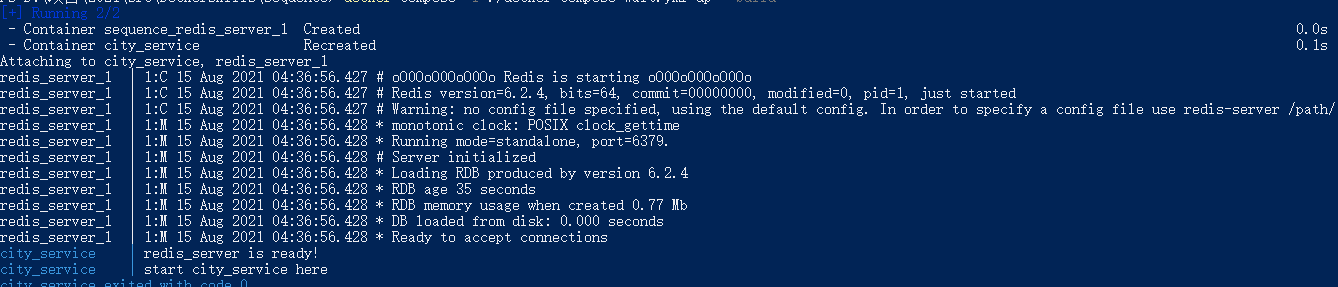 [+] Running 2/2
- Container sequence_redis_server_1 Created 0.0s
- Container city_service Recreated 0.1s
Attaching to city_service, redis_server_1
redis_server_1 | 1:C 15 Aug 2021 04:36:56.427 # oO0OoO0OoO0Oo Redis is starting oO0OoO0OoO0Oo
redis_server_1 | 1:C 15 Aug 2021 04:36:56.427 # Redis version=6.2.4, bits=64, commit=00000000, modified=0, pid=1, just started
redis_server_1 | 1:C 15 Aug 2021 04:36:56.427 # Warning: no config file specified, using the default config. In order to specify a config file use redis-server /path/
redis_server_1 | 1:M 15 Aug 2021 04:36:56.428 * monotonic clock: POSIX clock_gettime
redis_server_1 | 1:M 15 Aug 2021 04:36:56.428 * Running mode=standalone, port=6379.
redis_server_1 | 1:M 15 Aug 2021 04:36:56.428 # Server initialized
redis_server_1 | 1:M 15 Aug 2021 04:36:56.428 * Loading RDB produced by version 6.2.4
redis_server_1 | 1:M 15 Aug 2021 04:36:56.428 * RDB age 35 seconds
redis_server_1 | 1:M 15 Aug 2021 04:36:56.428 * RDB memory usage when created 0.77 Mb
redis_server_1 | 1:M 15 Aug 2021 04:36:56.428 * DB loaded from disk: 0.000 seconds
redis_server_1 | 1:M 15 Aug 2021 04:36:56.428 * Ready to accept connections
city_service | redis_server is ready!
city_service | start city_service here
city_service exited with code 0